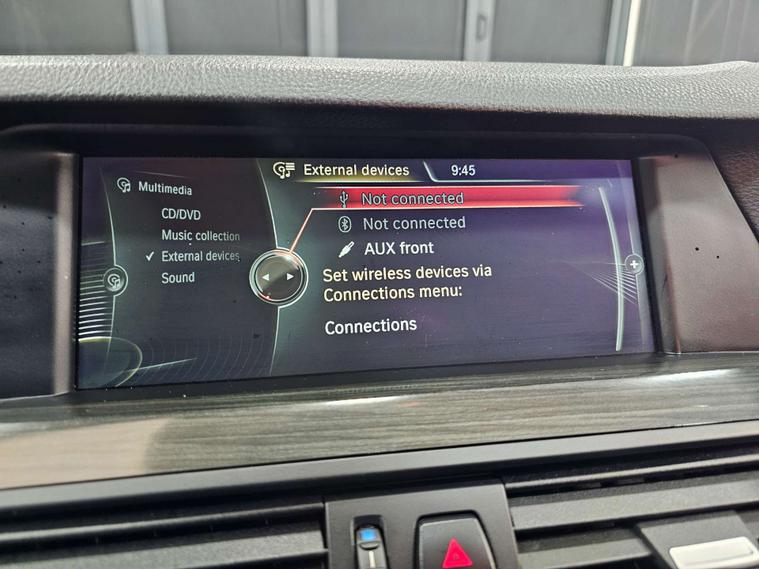 External devices 9:45
Multimedia
CD/DVD
Music collection
External devices
Sound
Not connected
Not connected
AUX front
Set wireless devices via
Connections menu:
Connections